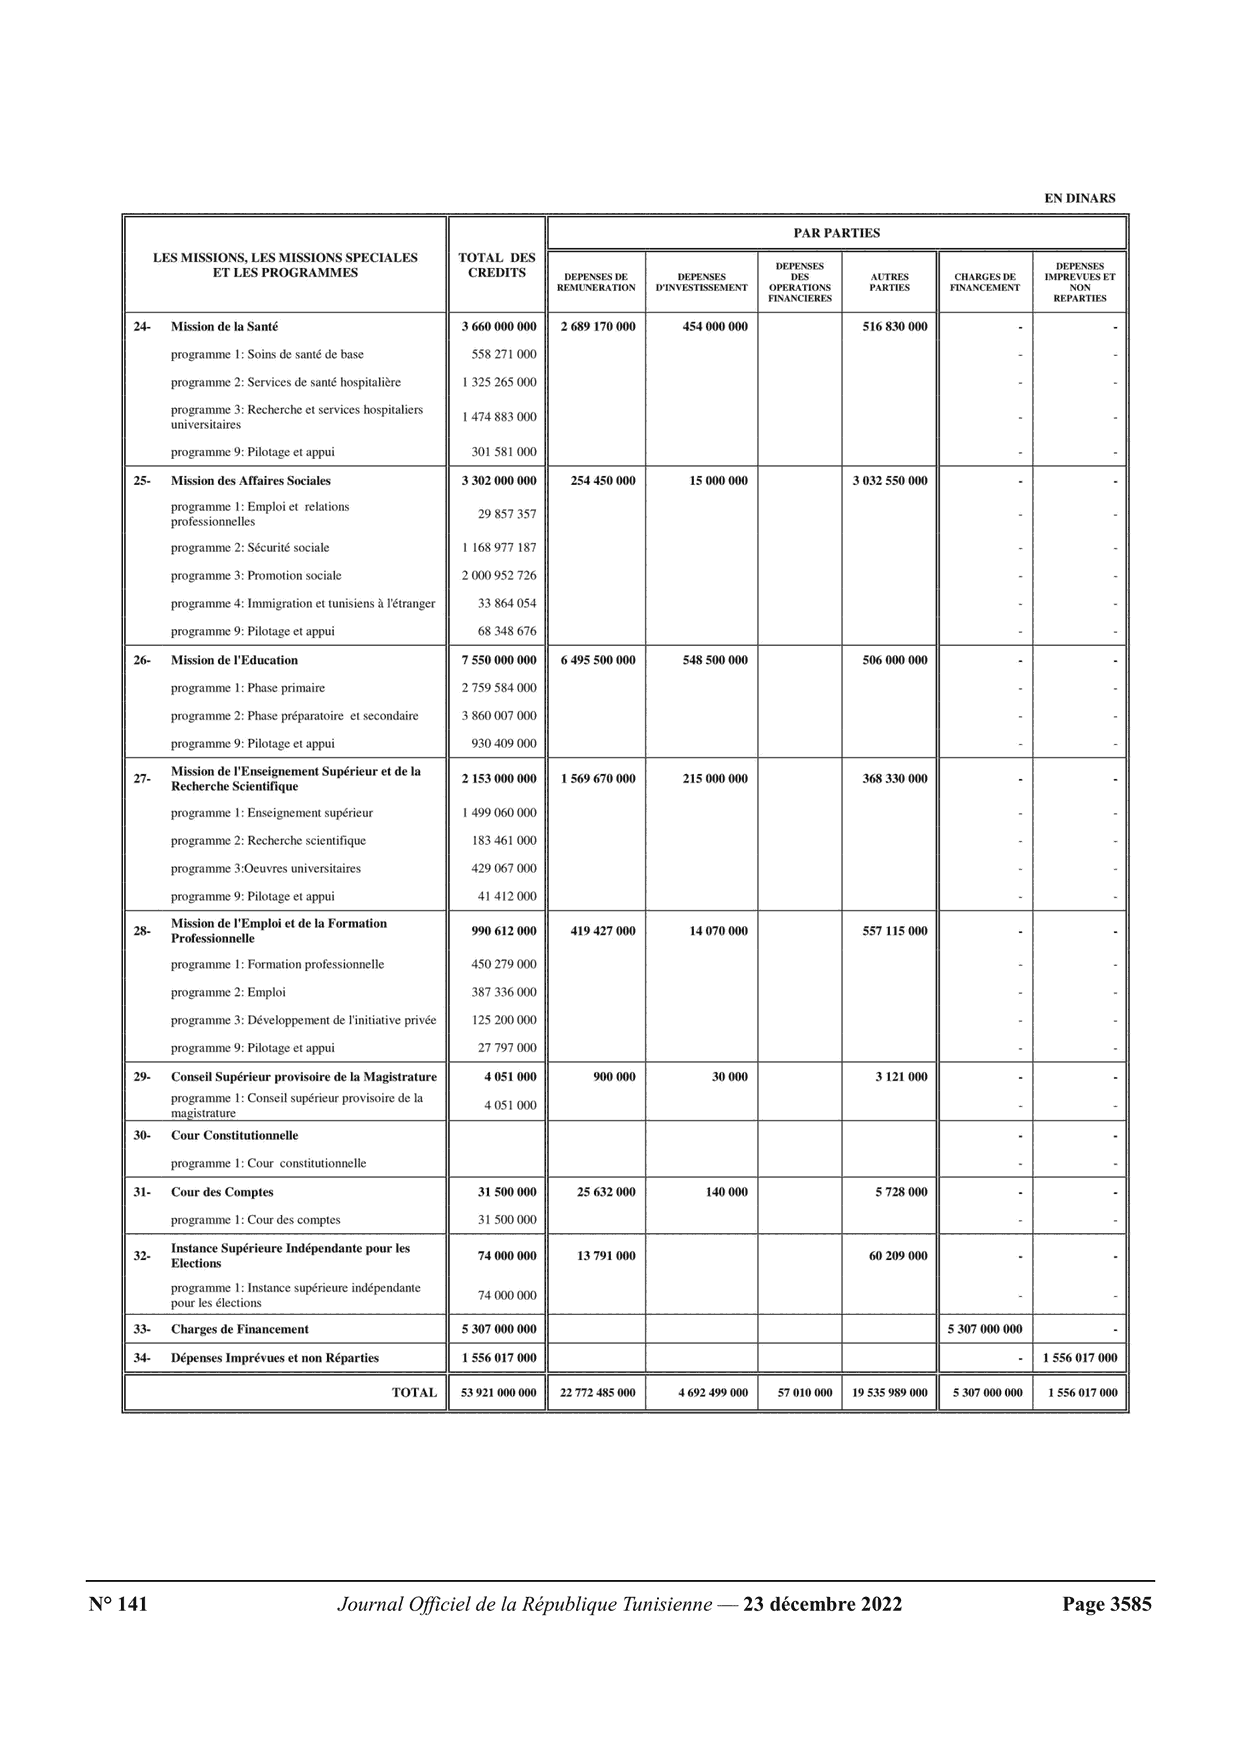 EN DINARS
LES MISSIONS, LES MISSIONS SPECIALES
ET LES PROGRAMMES
TOTAL DES
CREDITS
PAR PARTIES
DEPENSES DE
REMUNERATION
DEPENSES
D'INVESTISSEMENT
DEPENSES
DES
OPERATIONS
FINANCIERES
AUTRES
PARTIES
CHARGES DE
FINANCEMENT
DEPENSES
IMPREVUES ET
NON
REPARTIES
24- Mission de la Santé 3 660 000 000 2 689 170 000 454 000 000 516 830 000 - -
programme 1: Soins de santé de base 558 271 000 - -
programme 2: Services de santé hospitalière 1 325 265 000 - -
programme 3: Recherche et services hospitaliers
universitaires 1 474 883 000 - -
programme 9: Pilotage et appui 301 581 000 - -
25- Mission des Affaires Sociales 3 302 000 000 254 450 000 15 000 000 3 032 550 000 - -
programme 1: Emploi et relations
professionnelles 29 857 357 - -
programme 2: Sécurité sociale 1 168 977 187 - -
programme 3: Promotion sociale 2 000 952 726 - -
programme 4: Immigration et tunisiens à l'étranger 33 864 054 - -
programme 9: Pilotage et appui 68 348 676 - -
26- Mission de l'Education 7 550 000 000 6 495 500 000 548 500 000 506 000 000 - -
programme 1: Phase primaire 2 759 584 000 - -
programme 2: Phase préparatoire et secondaire 3 860 007 000 - -
programme 9: Pilotage et appui 930 409 000 - -
27- Mission de l'Enseignement Supérieur et de la
Recherche Scientifique 2 153 000 000 1 569 670 000 215 000 000 368 330 000 - -
programme 1: Enseignement supérieur 1 499 060 000 - -
programme 2: Recherche scientifique 183 461 000 - -
programme 3:Oeuvres universitaires 429 067 000 - -
programme 9: Pilotage et appui 41 412 000 - -
28- Mission de l'Emploi et de la Formation
Professionnelle 990 612 000 419 427 000 14 070 000 557 115 000 - -
programme 1: Formation professionnelle 450 279 000 - -
programme 2: Emploi 387 336 000 - -
programme 3: Développement de l'initiative privée 125 200 000 - -
programme 9: Pilotage et appui 27 797 000 - -
29- Conseil Supérieur provisoire de la Magistrature 4 051 000 900 000 30 000 3 121 000 - -
programme 1: Conseil supérieur provisoire de la
magistrature 4 051 000 - -
30- Cour Constitutionnelle - -
programme 1: Cour constitutionnelle - -
31- Cour des Comptes 31 500 000 25 632 000 140 000 5 728 000 - -
programme 1: Cour des comptes 31 500 000 - -
32- Instance Supérieure Indépendante pour les
Elections 74 000 000 13 791 000 60 209 000 - -
programme 1: Instance supérieure indépendante
pour les élections 74 000 000 - -
33- Charges de Financement 5 307 000 000 5 307 000 000 -
34- Dépenses Imprévues et non Réparties 1 556 017 000 - 1 556 017 000
TOTAL 53 921 000 000 22 772 485 000 4 692 499 000 57 010 000 19 535 989 000 5 307 000 000 1 556 017 000
N° 141 Journal Officiel de la République Tunisienne — 23 décembre 2022 Page 3585